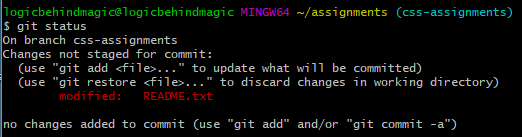 logicbehindmagic@logicbehindmagic MINGW64 ~/assignments (css-assignments)
$ git status
On branch css-assignments
Changes not staged for commit:
  (use "git add <file>..." to update what will be committed)
  (use "git restore <file>..." to discard changes in working directory)
        modified:   README.txt

no changes added to commit (use "git add" and/or "git commit -a")